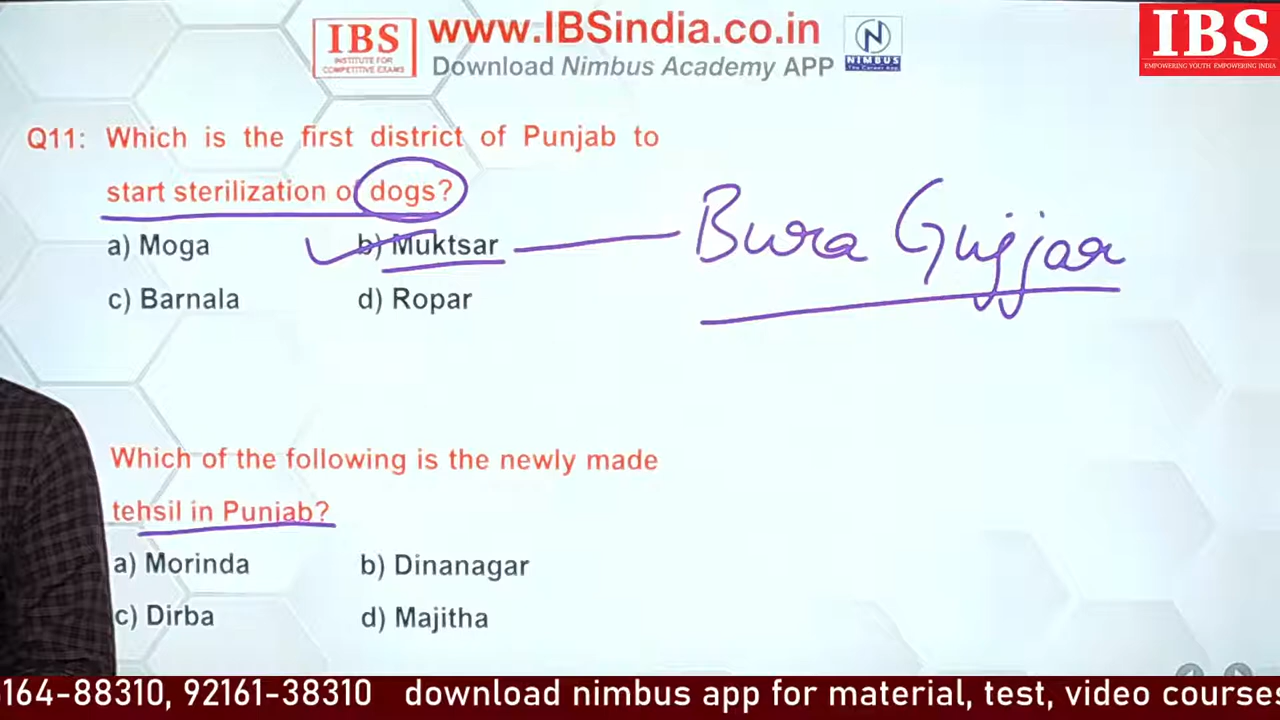 IBS
INSTITUTE FOR
COMPETITIVE EXAMS
www.IBSindia.co.in
Download Nimbus Academy APP
N
NIMBUS
The Career App
IBS
EMPOWERING YOUTH EMPOWERING INDIA
Q11: Which is the first district of Punjab to
start sterilization of dogs?
a) Moga b) Muktsar
Bura Gujjar
c) Barnala d) Ropar
Which of the following is the newly made
tehsil in Punjab?
a) Morinda b) Dinanagar
c) Dirba d) Majitha
164-88310, 92161-38310 download nimbus app for material, test, video courses